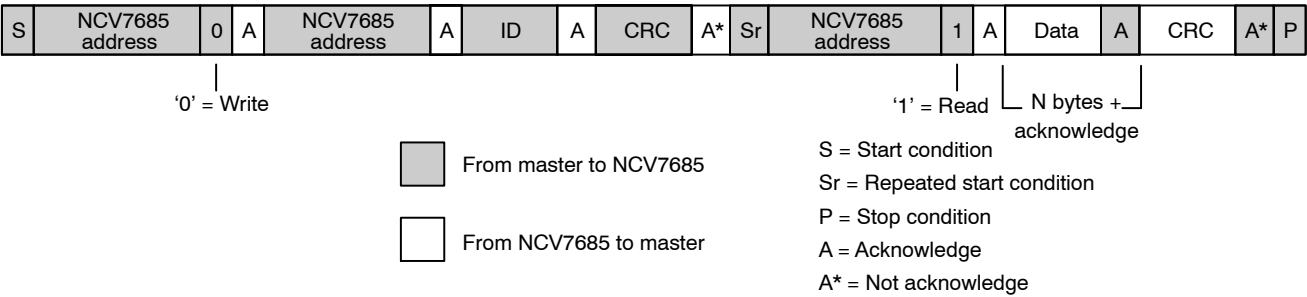 S NCV7685 address 0 A NCV7685 address A ID A CRC A* Sr NCV7685 address 1 A Data A CRC A* P
‘0’ = Write
‘1’ = Read
N bytes +
acknowledge
From master to NCV7685
From NCV7685 to master
S = Start condition
Sr = Repeated start condition
P = Stop condition
A = Acknowledge
A* = Not acknowledge